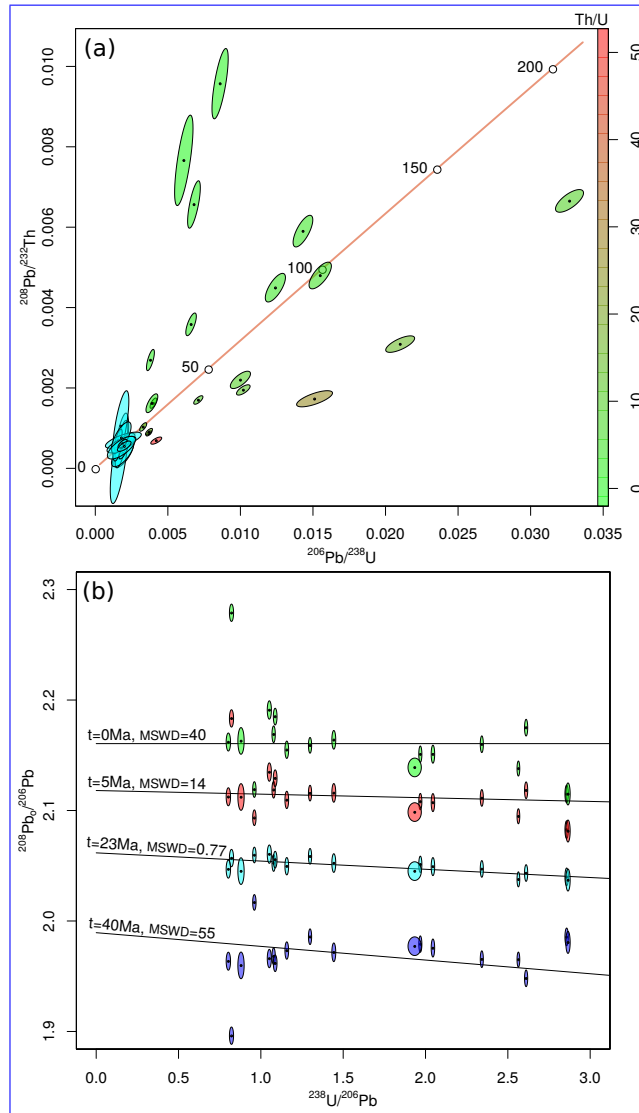 Th/U
(a)
0.010
0.008
0.006
0.004
0.002
0.000
²⁰⁸Pb/²³²Th
200
150
100
50
0
50
40
30
20
10
0
0.000 0.005 0.010 0.015 0.020 0.025 0.030 0.035
²⁰⁶Pb/²³⁸U
(b)
2.3
2.2
2.1
2.0
1.9
²⁰⁸Pb₀/²⁰⁶Pb
t=0Ma, MSWD=40
t=5Ma, MSWD=14
t=23Ma, MSWD=0.77
t=40Ma, MSWD=55
0.0 0.5 1.0 1.5 2.0 2.5 3.0
²³⁸U/²⁰⁶Pb